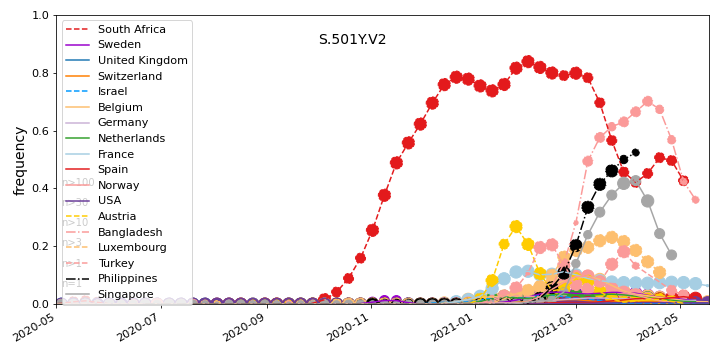 1.0
0.8
0.6
0.4
0.2
0.0
frequency
S.501Y.V2
South Africa
Sweden
United Kingdom
Switzerland
Israel
Belgium
Germany
Netherlands
France
Spain
Norway
USA
Austria
Bangladesh
Luxembourg
Turkey
Philippines
Singapore
n>100
n>30
n>10
n>3
n>1
n=1
2020-05
2020-07
2020-09
2020-11
2021-01
2021-03
2021-05